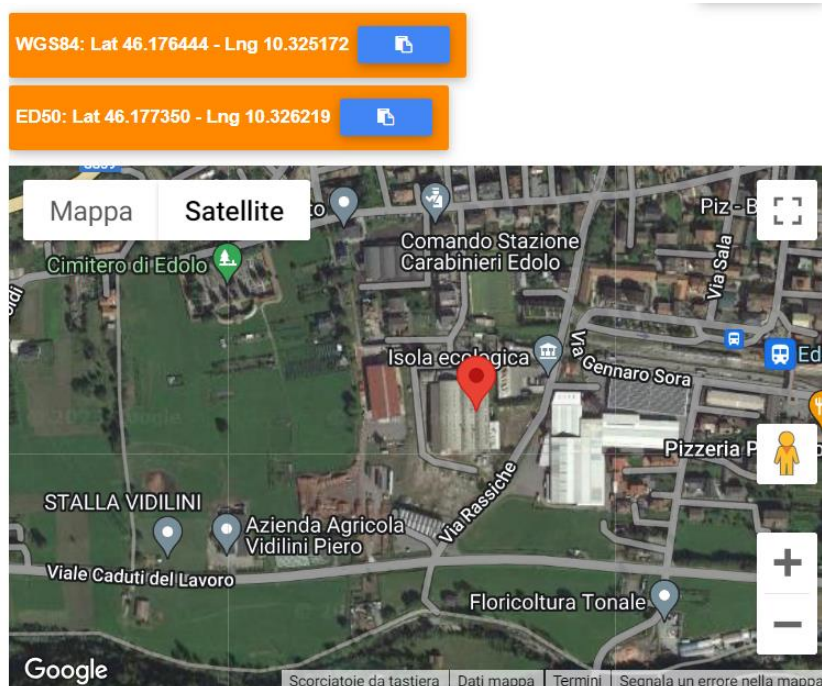 WGS84: Lat 46.176444 - Lng 10.325172
ED50: Lat 46.177350 - Lng 10.326219
Mappa
Satellite
Piz - B
Comando Stazione
Carabinieri Edolo
Cimitero di Edolo
Via Sala
Isola ecologica
Via Gennaro Sora
Ed
Pizzeria P
Via Rassiche
STALLA VIDILINI
Azienda Agricola
Vidilini Piero
Viale Caduti del Lavoro
Floricoltura Tonale
Google
Scorciatoie da tastiera
Dati mappa
Termini
Segnala un errore nella mappa